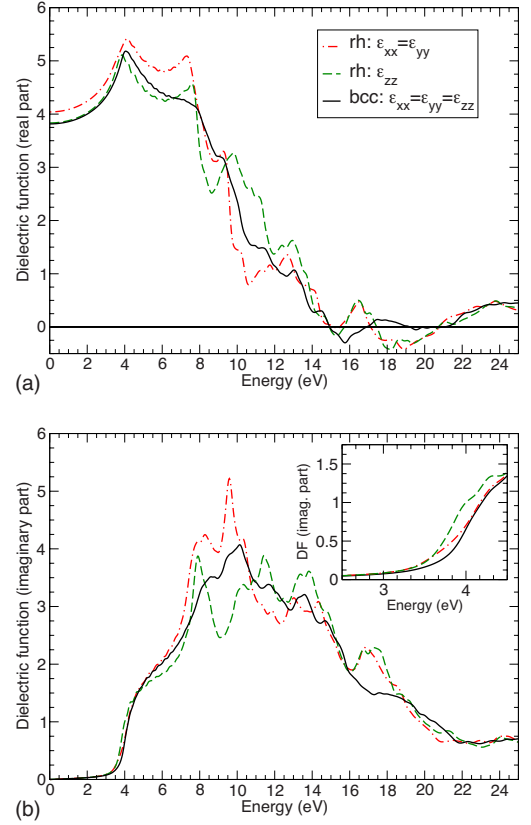 6
5
4
3
2
1
0
Dielectric function (real part)
rh: εxx=εyy
rh: εzz
bcc: εxx=εyy=εzz
0 2 4 6 8 10 12 14 16 18 20 22 24
Energy (eV)
(a)
6
5
4
3
2
1
0
Dielectric function (imaginary part)
1.5
1
0.5
0
DF (imag. part)
3 4
Energy (eV)
0 2 4 6 8 10 12 14 16 18 20 22 24
Energy (eV)
(b)